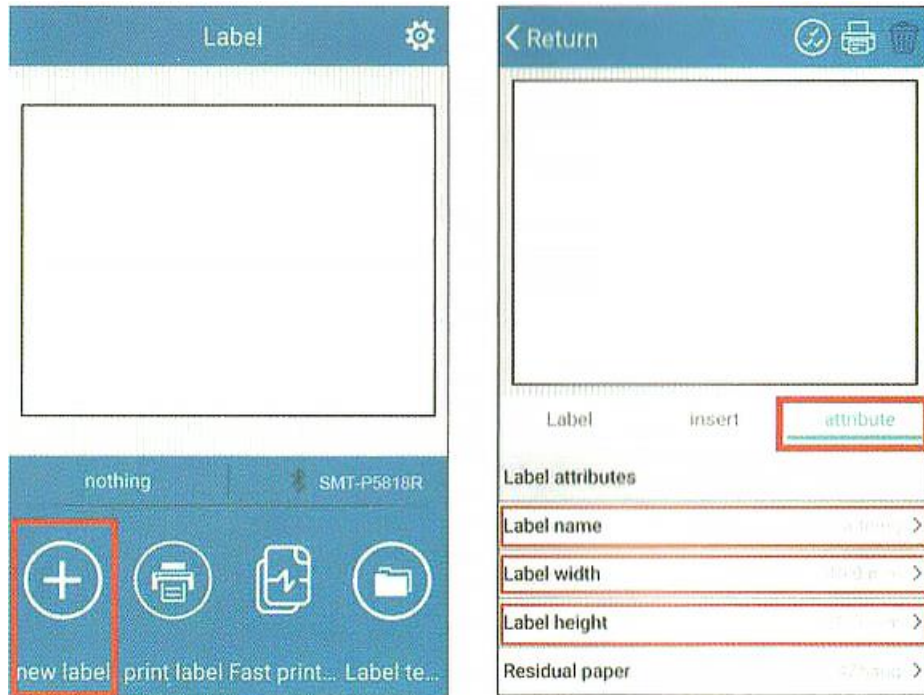 Label
nothing
SMT-P5818R
new label
print label
Fast print...
Label te...
Return
Label
insert
attribute
Label attributes
Label name
Label width
Label height
Residual paper